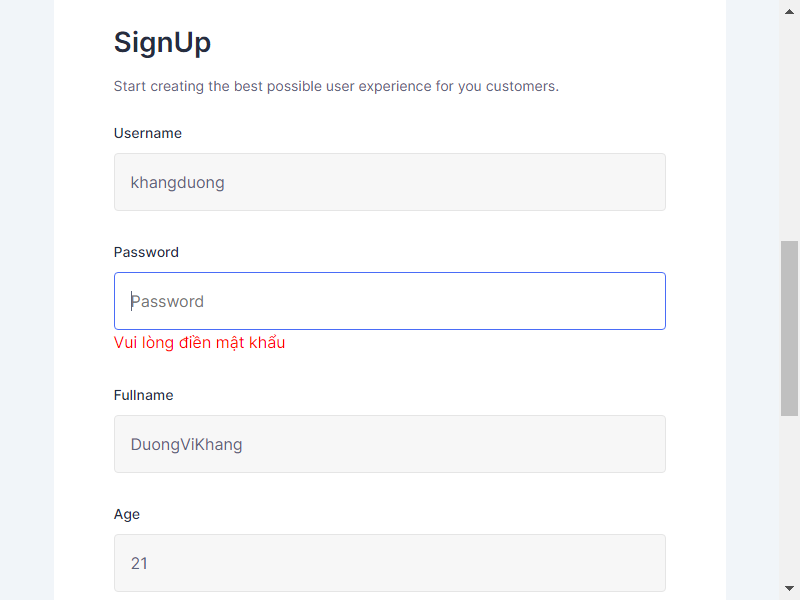 SignUp
Start creating the best possible user experience for you customers.
Username
khangduong
Password
Password
Vui lòng điền mật khẩu
Fullname
DuongViKhang
Age
21